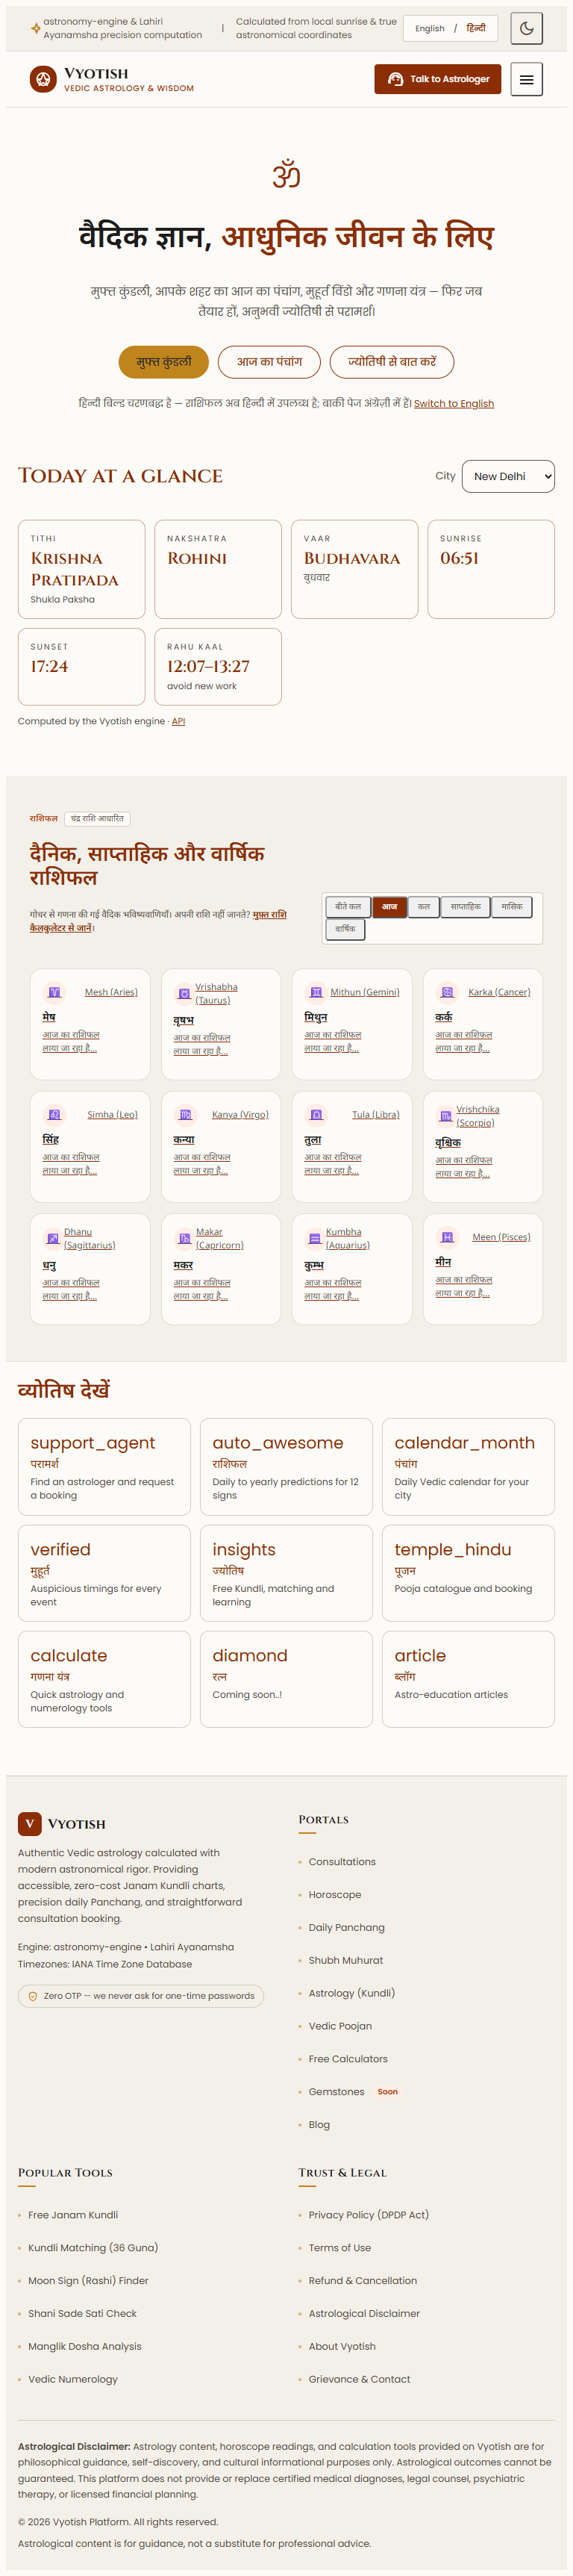 astronomy-engine & Lahiri
Ayanamsha precision computation
|
Calculated from local sunrise & true
astronomical coordinates
English / हिन्दी
Vyotish
VEDIC ASTROLOGY & WISDOM
Talk to Astrologer
ॐ
वैदिक ज्ञान, आधुनिक जीवन के लिए
मुफ्त कुंडली, आपके शहर का आज का पंचांग, मुहूर्त विंडो और गणना यंत्र — फिर जब
तैयार हों, अनुभवी ज्योतिषी से परामर्श।
मुफ्त कुंडली
आज का पंचांग
ज्योतिषी से बात करें
हिन्दी बिल्ड चरणबद्ध है — राशिफल अब हिन्दी में उपलब्ध है; बाकी पेज अंग्रेज़ी में हैं। Switch to English
Today at a glance
City New Delhi
TITHI
Krishna
Pratipada
Shukla Paksha
NAKSHATRA
Rohini
VAAR
Budhavara
बुधवार
SUNRISE
06:51
SUNSET
17:24
RAHU KAAL
12:07–13:27
avoid new work
Computed by the Vyotish engine · API
राशिफल चंद्र राशि आधारित
दैनिक, साप्ताहिक और वार्षिक
राशिफल
गोचर से गणना की गई वैदिक भविष्यवाणियाँ। अपनी राशि नहीं जानते? मुफ़्त राशि
कैलकुलेटर से जानें।
बीते कल
आज
कल
साप्ताहिक
मासिक
वार्षिक
Mesh (Aries)
मेष
आज का राशिफल
लाया जा रहा है...
Vrishabha
(Taurus)
वृषभ
आज का राशिफल
लाया जा रहा है...
Mithun (Gemini)
मिथुन
आज का राशिफल
लाया जा रहा है...
Karka (Cancer)
कर्क
आज का राशिफल
लाया जा रहा है...
Simha (Leo)
सिंह
आज का राशिफल
लाया जा रहा है...
Kanya (Virgo)
कन्या
आज का राशिफल
लाया जा रहा है...
Tula (Libra)
तुला
आज का राशिफल
लाया जा रहा है...
Vrishchika
(Scorpio)
वृश्चिक
आज का राशिफल
लाया जा रहा है...
Dhanu
(Sagittarius)
धनु
आज का राशिफल
लाया जा रहा है...
Makar
(Capricorn)
मकर
आज का राशिफल
लाया जा रहा है...
Kumbha
(Aquarius)
कुम्भ
आज का राशिफल
लाया जा रहा है...
Meen (Pisces)
मीन
आज का राशिफल
लाया जा रहा है...
व्योतिष देखें
support_agent
परामर्श
Find an astrologer and request
a booking
auto_awesome
राशिफल
Daily to yearly predictions for 12
signs
calendar_month
पंचांग
Daily Vedic calendar for your
city
verified
मुहूर्त
Auspicious timings for every
event
insights
ज्योतिष
Free Kundli, matching and
learning
temple_hindu
पूजन
Pooja catalogue and booking
calculate
गणना यंत्र
Quick astrology and
numerology tools
diamond
रत्न
Coming soon..!
article
ब्लॉग
Astro-education articles
V Vyotish
Authentic Vedic astrology calculated with
modern astronomical rigor. Providing
accessible, zero-cost Janam Kundli charts,
precision daily Panchang, and straightforward
consultation booking.
Engine: astronomy-engine • Lahiri Ayanamsha
Timezones: IANA Time Zone Database
Zero OTP — we never ask for one-time passwords
Portals
Consultations
Horoscope
Daily Panchang
Shubh Muhurat
Astrology (Kundli)
Vedic Poojan
Free Calculators
Gemstones Soon
Blog
Popular Tools
Free Janam Kundli
Kundli Matching (36 Guna)
Moon Sign (Rashi) Finder
Shani Sade Sati Check
Manglik Dosha Analysis
Vedic Numerology
Trust & Legal
Privacy Policy (DPDP Act)
Terms of Use
Refund & Cancellation
Astrological Disclaimer
About Vyotish
Grievance & Contact
Astrological Disclaimer: Astrology content, horoscope readings, and calculation tools provided on Vyotish are for
philosophical guidance, self-discovery, and cultural informational purposes only. Astrological outcomes cannot be
guaranteed. This platform does not provide or replace certified medical diagnoses, legal counsel, psychiatric
therapy, or licensed financial planning.
© 2026 Vyotish Platform. All rights reserved.
Astrological content is for guidance, not a substitute for professional advice.